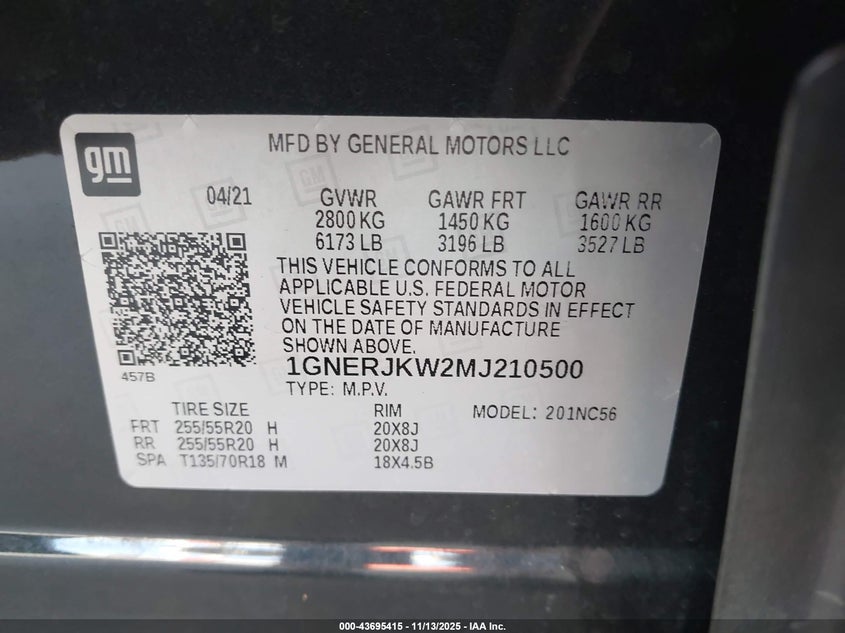 gm
MFD BY GENERAL MOTORS LLC
04/21 GVWR GAWR FRT GAWR RR
2800 KG 1450 KG 1600 KG
6173 LB 3196 LB 3527 LB
THIS VEHICLE CONFORMS TO ALL
APPLICABLE U.S. FEDERAL MOTOR
VEHICLE SAFETY STANDARDS IN EFFECT
ON THE DATE OF MANUFACTURE
SHOWN ABOVE.
1GNERJKW2MJ210500
457B
TYPE: M.P.V.
TIRE SIZE RIM MODEL: 201NC56
FRT 255/55R20 H 20X8J
RR 255/55R20 H 20X8J
SPA T135/70R18 M 18X4.5B
000-43695415 - 11/13/2025 - IAA Inc.